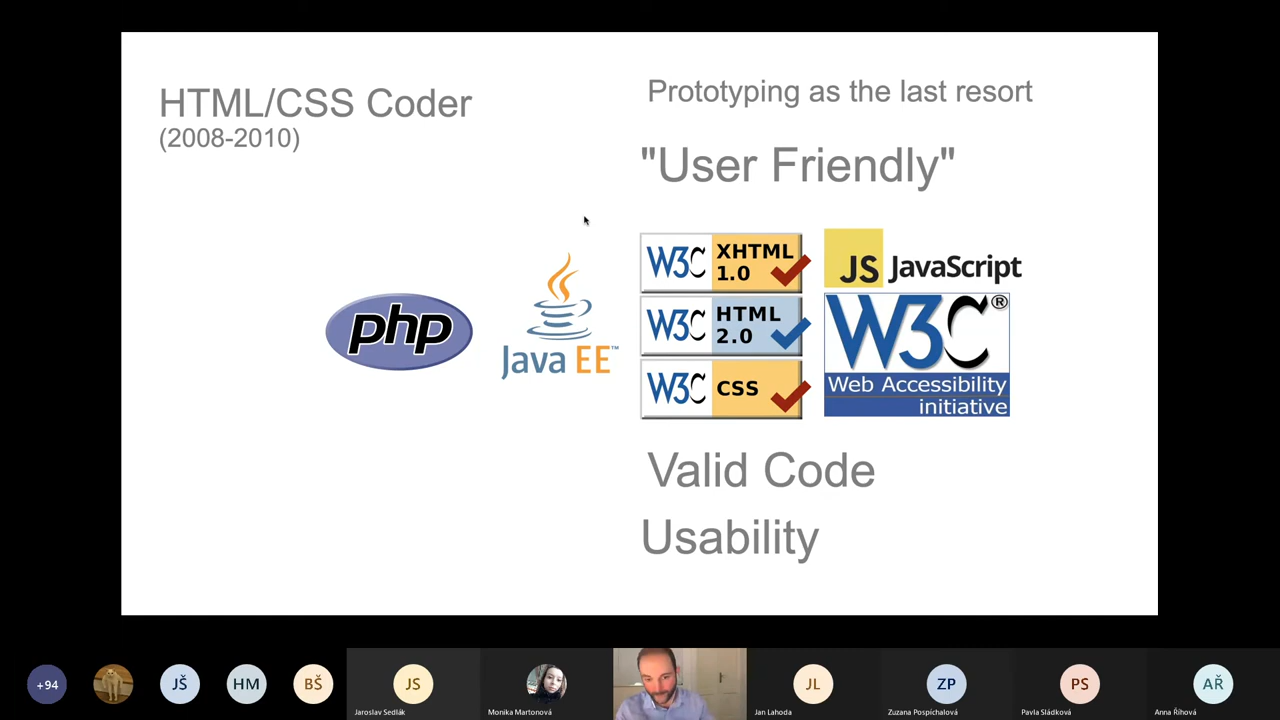 HTML/CSS Coder
(2008-2010)
Prototyping as the last resort
"User Friendly"
php
Java EE™
W3C XHTML 1.0
W3C HTML 2.0
W3C CSS
JS JavaScript
W3C®
Web Accessibility
initiative
Valid Code
Usability
+94
JŠ
HM
BŠ
JS
Jaroslav Sedlák
Monika Martonová
JL
Jan Lahoda
ZP
Zuzana Pospíchalová
PS
Pavla Sládková
AŘ
Anna Říhová